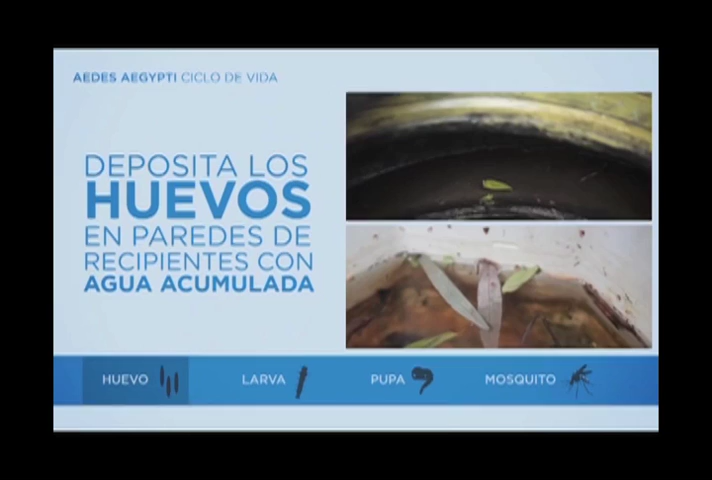 AEDES AEGYPTI CICLO DE VIDA
DEPOSITA LOS
HUEVOS
EN PAREDES DE
RECIPIENTES CON
AGUA ACUMULADA
HUEVO
LARVA
PUPA
MOSQUITO